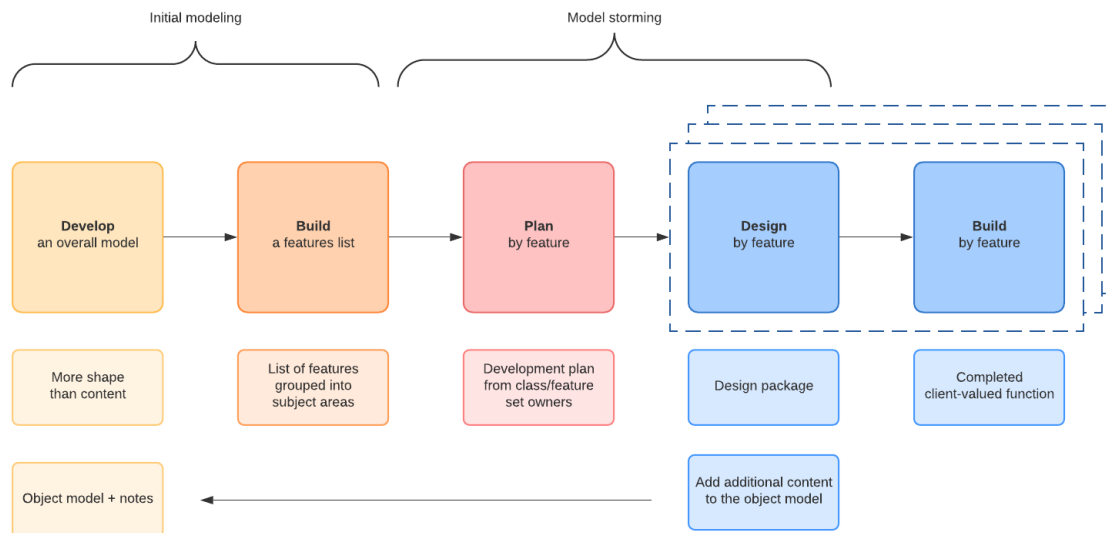 Initial modeling
Model storming
Develop
an overall model
Build
a features list
Plan
by feature
Design
by feature
Build
by feature
More shape
than content
List of features
grouped into
subject areas
Development plan
from class/feature
set owners
Design package
Completed
client-valued function
Object model + notes
Add additional content
to the object model